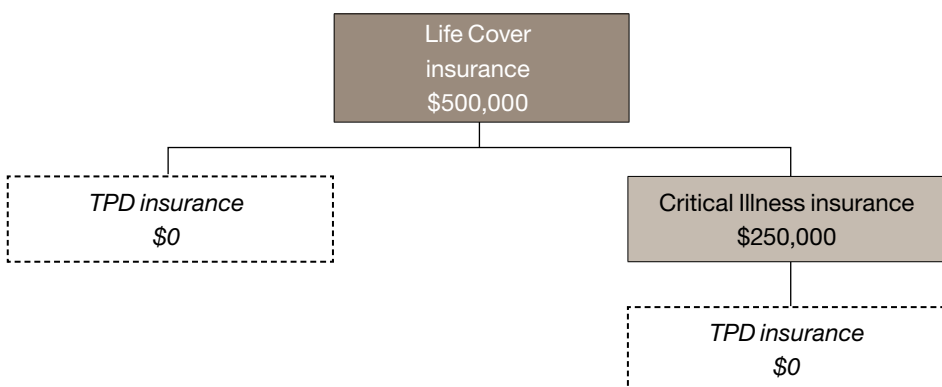 Life Cover
insurance
$500,000
TPD insurance
$0
Critical Illness insurance
$250,000
TPD insurance
$0